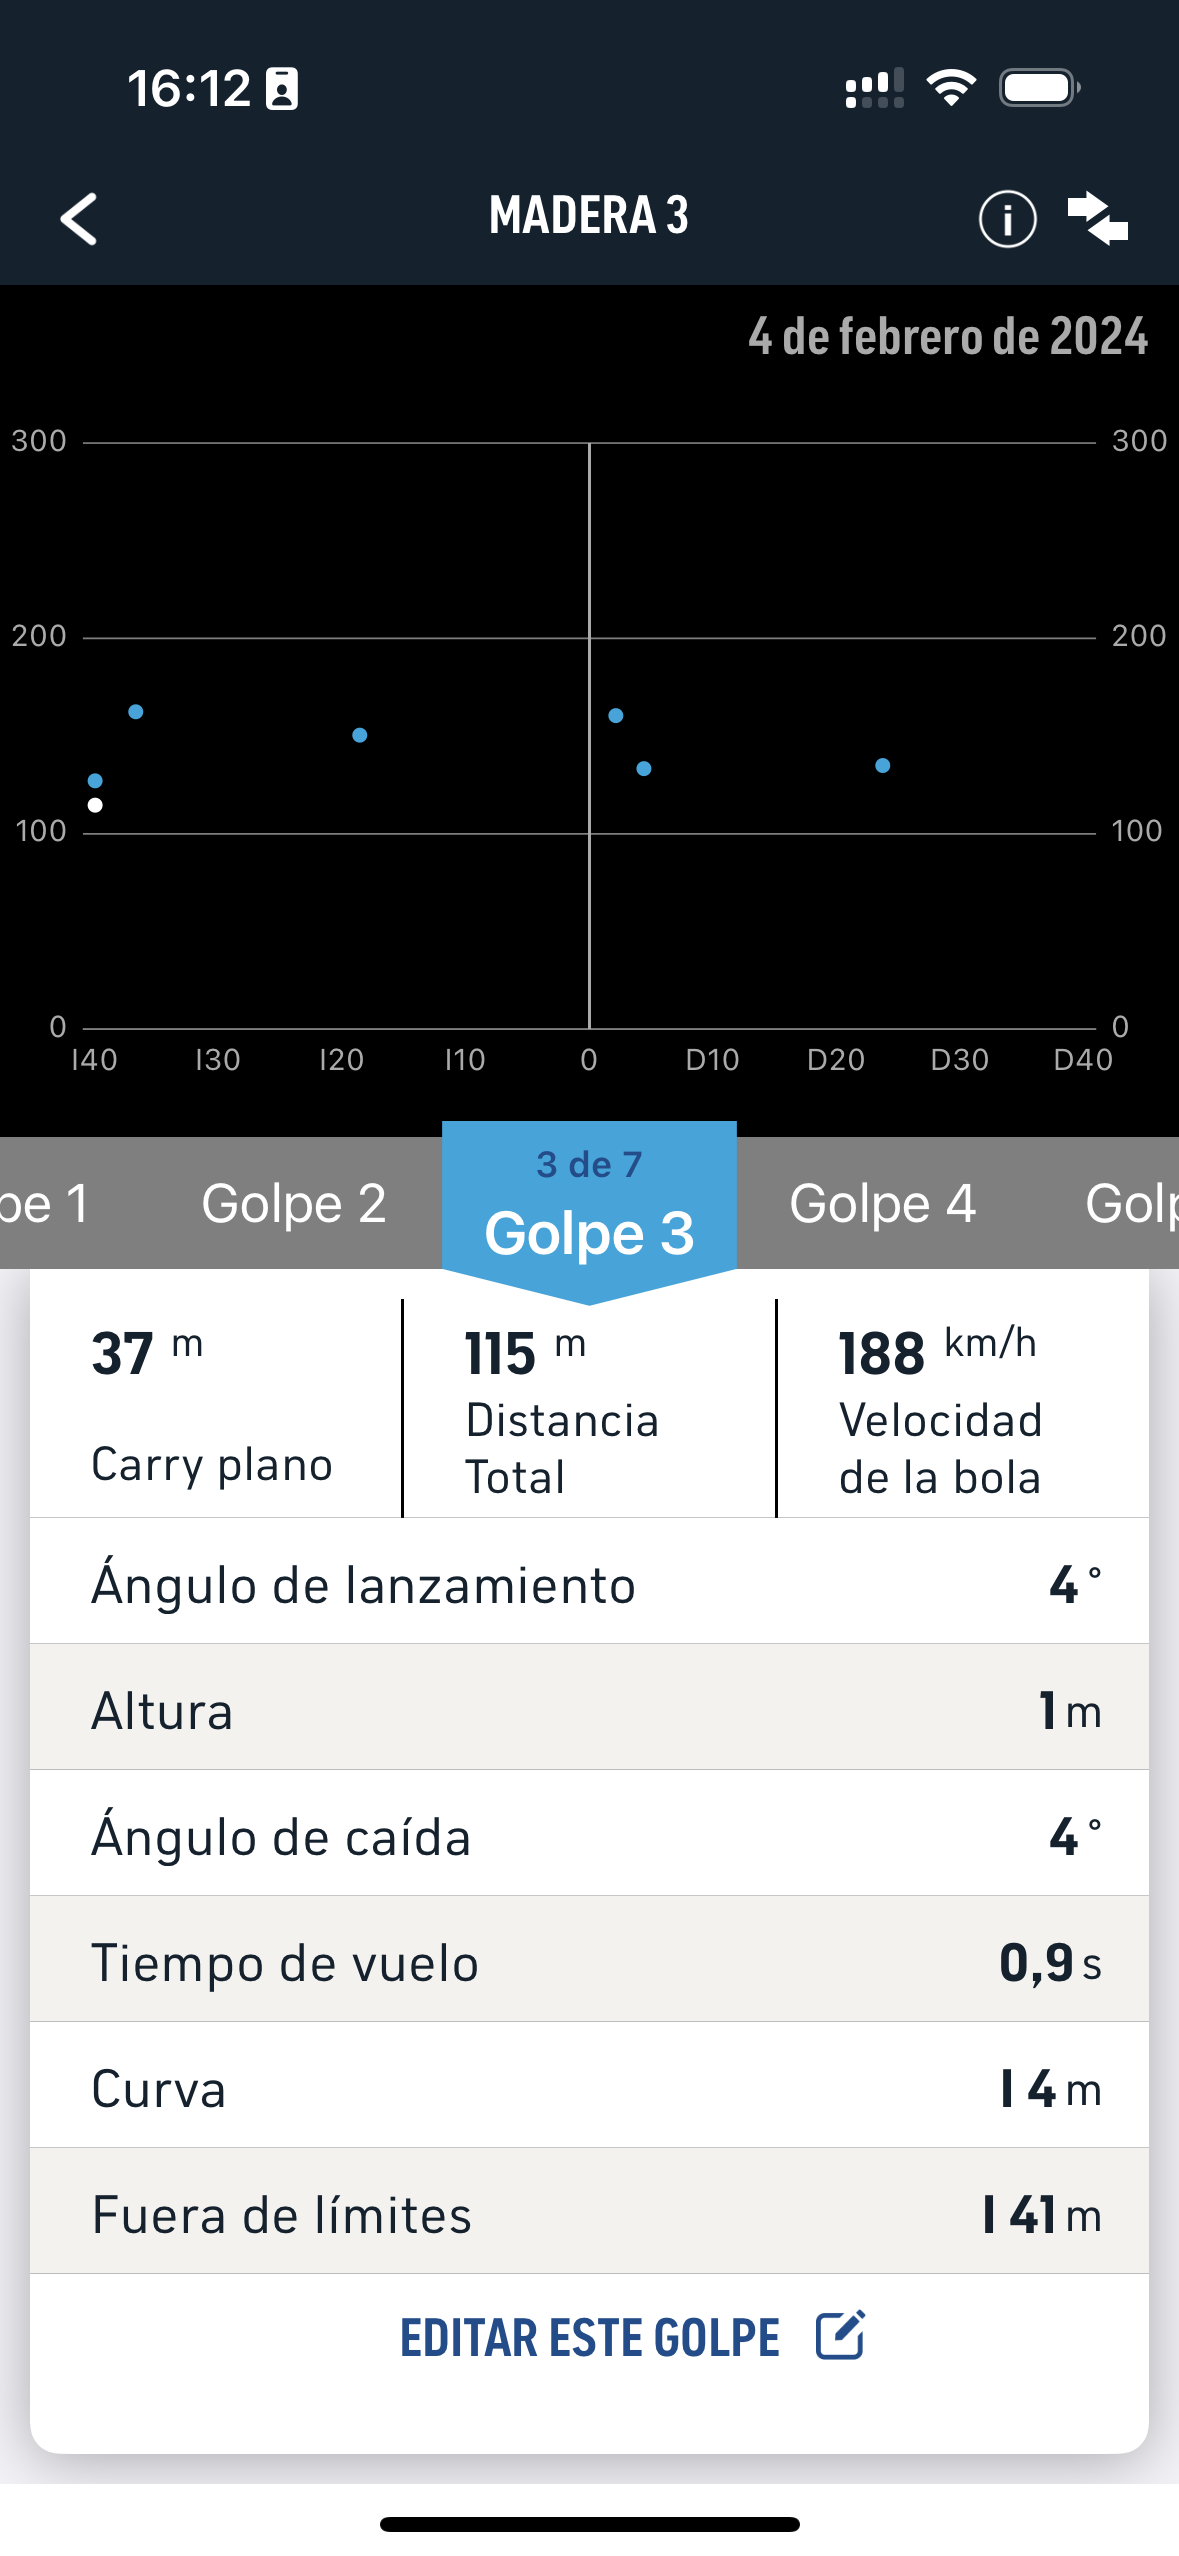 16:12
MADERA 3
4 de febrero de 2024
300 300
200 200
100 100
0 0
I40 I30 I20 I10 0 D10 D20 D30 D40
3 de 7
pe 1 Golpe 2 Golpe 3 Golpe 4 Golp
37 m 115 m 188 km/h
Carry plano
Distancia
Total
Velocidad
de la bola
Ángulo de lanzamiento 4 °
Altura 1 m
Ángulo de caída 4 °
Tiempo de vuelo 0,9 s
Curva I 4 m
Fuera de límites I 41 m
EDITAR ESTE GOLPE